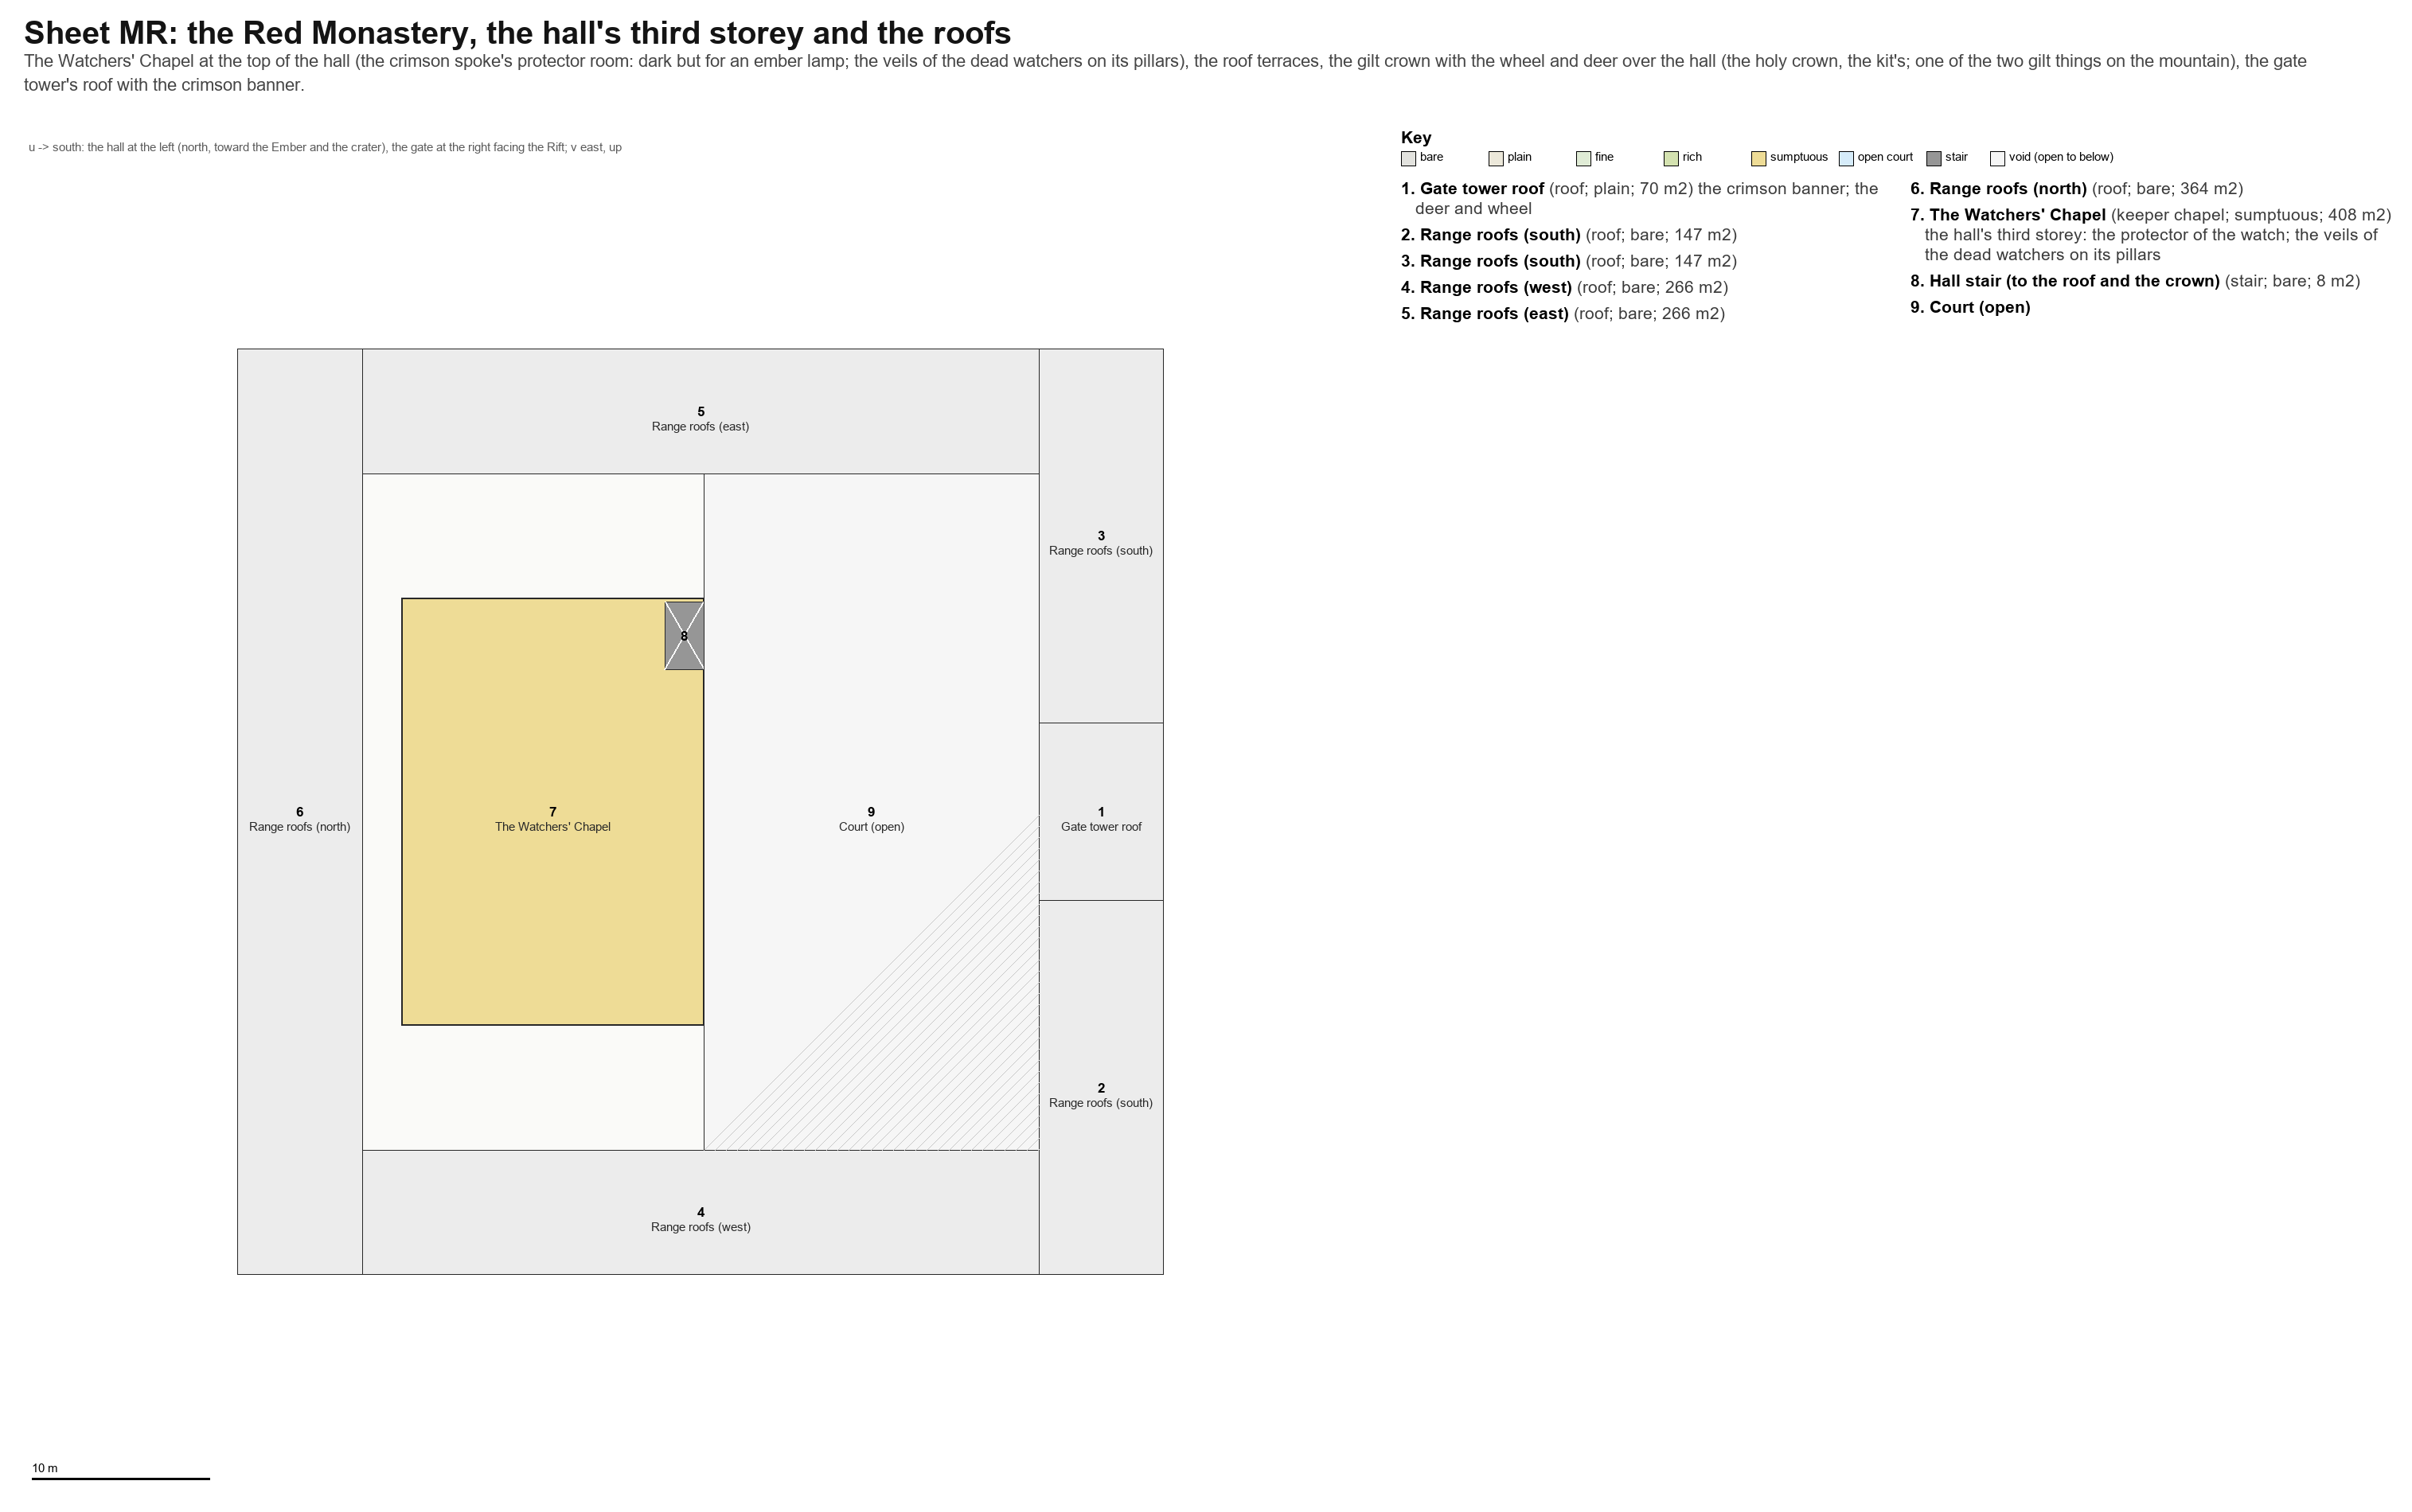 Sheet MR: the Red Monastery, the hall's third storey and the roofs
The Watchers' Chapel at the top of the hall (the crimson spoke's protector room: dark but for an ember lamp; the veils of the dead watchers on its pillars), the roof terraces, the gilt crown with the wheel and deer over the hall (the holy crown, the kit's; one of the two gilt things on the mountain), the gate
tower's roof with the crimson banner.
u -> south: the hall at the left (north, toward the Ember and the crater), the gate at the right facing the Rift; v east, up
Key
bare plain fine rich sumptuous open court stair void (open to below)
1. Gate tower roof (roof; plain; 70 m2) the crimson banner; the
deer and wheel
2. Range roofs (south) (roof; bare; 147 m2)
3. Range roofs (south) (roof; bare; 147 m2)
4. Range roofs (west) (roof; bare; 266 m2)
5. Range roofs (east) (roof; bare; 266 m2)
6. Range roofs (north) (roof; bare; 364 m2)
7. The Watchers' Chapel (keeper chapel; sumptuous; 408 m2)
the hall's third storey: the protector of the watch; the veils of
the dead watchers on its pillars
8. Hall stair (to the roof and the crown) (stair; bare; 8 m2)
9. Court (open)
5
Range roofs (east)
3
Range roofs (south)
8
6
Range roofs (north)
7
The Watchers' Chapel
9
Court (open)
1
Gate tower roof
2
Range roofs (south)
4
Range roofs (west)
10 m